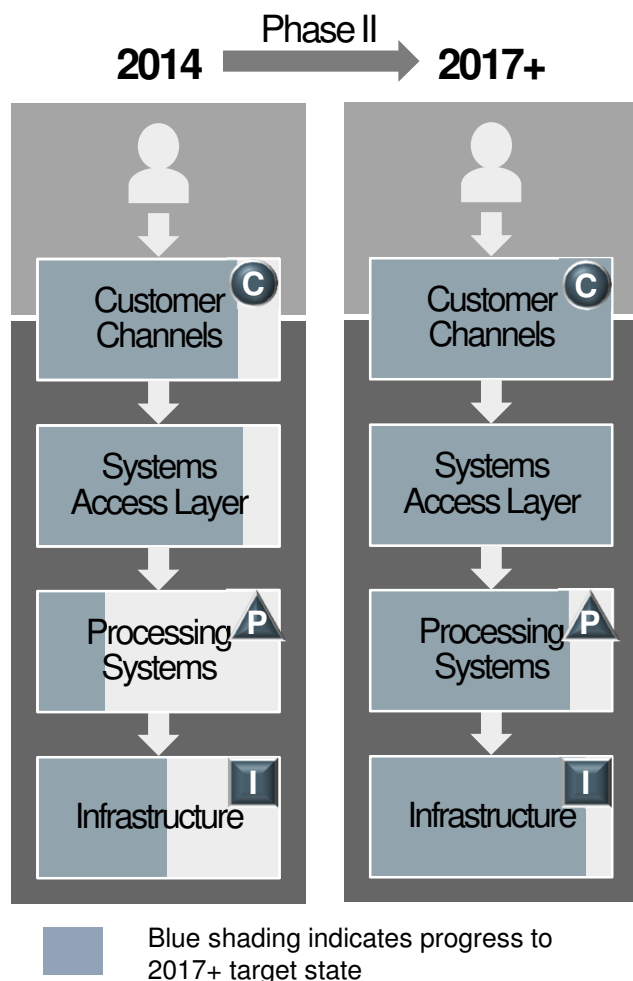 Phase II
2014
2017+
C
Customer
Channels
Systems
Access Layer
P
Processing
Systems
I
Infrastructure
C
Customer
Channels
Systems
Access Layer
P
Processing
Systems
I
Infrastructure
Blue shading indicates progress to
2017+ target state